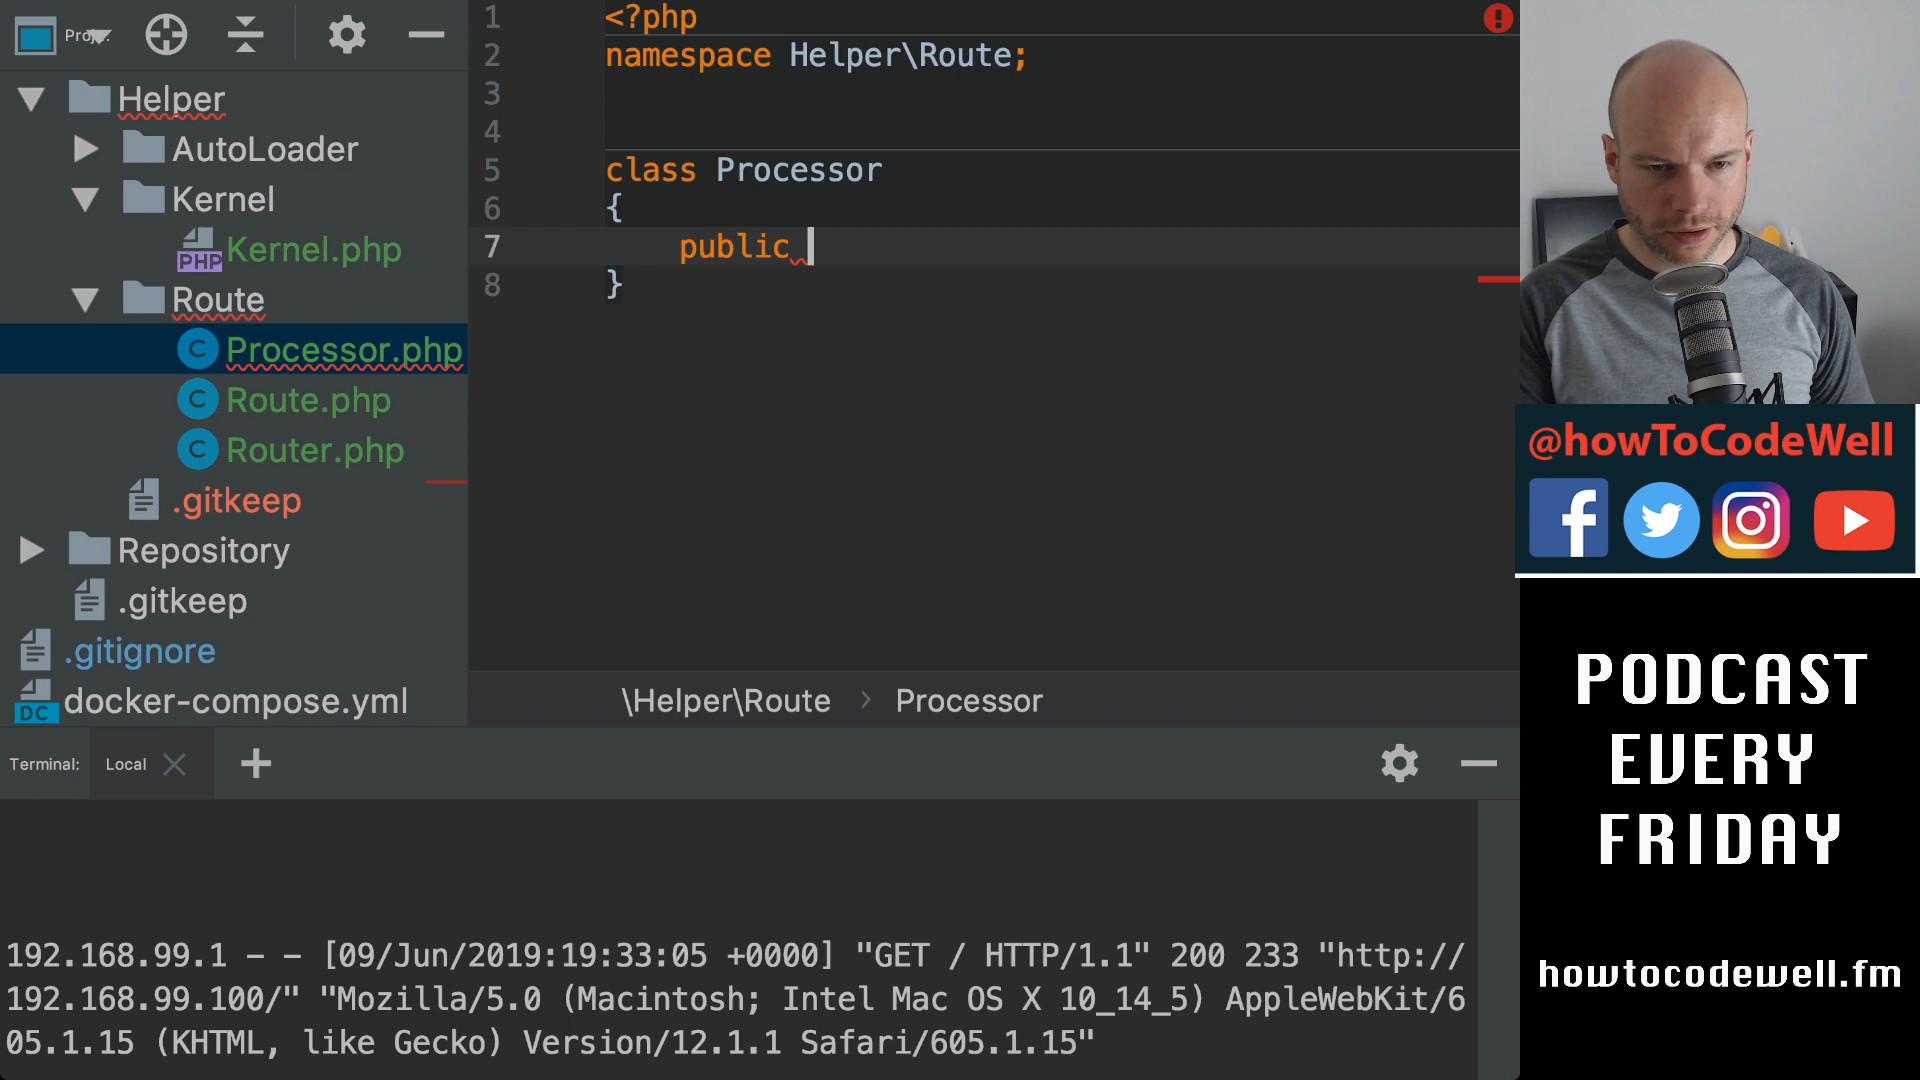 Proj
Helper
AutoLoader
Kernel
PHP Kernel.php
Route
C Processor.php
C Route.php
C Router.php
.gitkeep
Repository
.gitkeep
.gitignore
DC docker-compose.yml
1 <?php
2 namespace Helper\Route;
3
4
5 class Processor
6 {
7 public
8 }
\Helper\Route > Processor
Terminal: Local
192.168.99.1 - - [09/Jun/2019:19:33:05 +0000] "GET / HTTP/1.1" 200 233 "http://
192.168.99.100/" "Mozilla/5.0 (Macintosh; Intel Mac OS X 10_14_5) AppleWebKit/6
05.1.15 (KHTML, like Gecko) Version/12.1.1 Safari/605.1.15"
@howToCodeWell
PODCAST
EVERY
FRIDAY
howtocodewell.fm